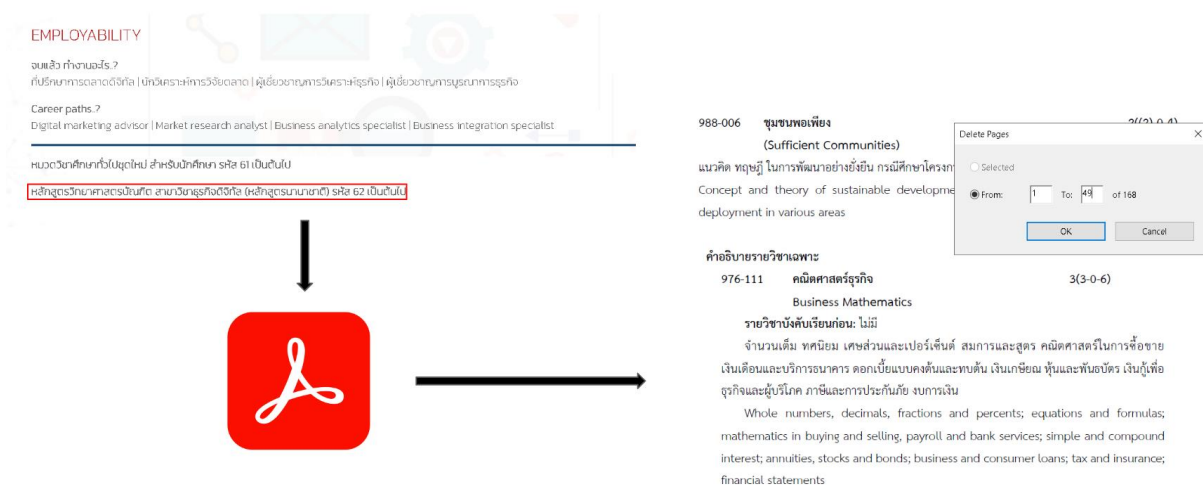 EMPLOYABILITY
จบแล้ว ทำงานอะไร..?
ที่ปรึกษาการตลาดดิจิทัล | นักวิเคราะห์การวิจัยตลาด | ผู้เชี่ยวชาญการวิเคราะห์ธุรกิจ | ผู้เชี่ยวชาญการบูรณาการธุรกิจ
Career paths..?
Digital marketing advisor | Market research analyst | Business analytics specialist | Business integration specialist
หมวดวิชาศึกษาทั่วไปชุดใหม่ สำหรับนักศึกษา รหัส 61 เป็นต้นไป
หลักสูตรวิทยาศาสตรบัณฑิต สาขาวิชาธุรกิจดิจิทัล (หลักสูตรนานาชาติ) รหัส 62 เป็นต้นไป
988-006 ชุมชนพอเพียง 2((2)-0-4)
(Sufficient Communities)
แนวคิด ทฤษฎี ในการพัฒนาอย่างยั่งยืน กรณีศึกษาโครงกา
Concept and theory of sustainable developme
deployment in various areas
Delete Pages
Selected
From: 1 To: 49 of 168
OK Cancel
คำอธิบายรายวิชาเฉพาะ
976-111 คณิตศาสตร์ธุรกิจ 3(3-0-6)
Business Mathematics
รายวิชาบังคับเรียนก่อน: ไม่มี
จำนวนเต็ม ทศนิยม เศษส่วนและเปอร์เซ็นต์ สมการและสูตร คณิตศาสตร์ในการซื้อขาย
เงินเดือนและบริการธนาคาร ดอกเบี้ยแบบคงต้นและทบต้น เงินเกษียณ หุ้นและพันธบัตร เงินกู้เพื่อ
ธุรกิจและผู้บริโภค ภาษีและการประกันภัย งบการเงิน
Whole numbers, decimals, fractions and percents; equations and formulas;
mathematics in buying and selling, payroll and bank services; simple and compound
interest; annuities, stocks and bonds; business and consumer loans; tax and insurance;
financial statements